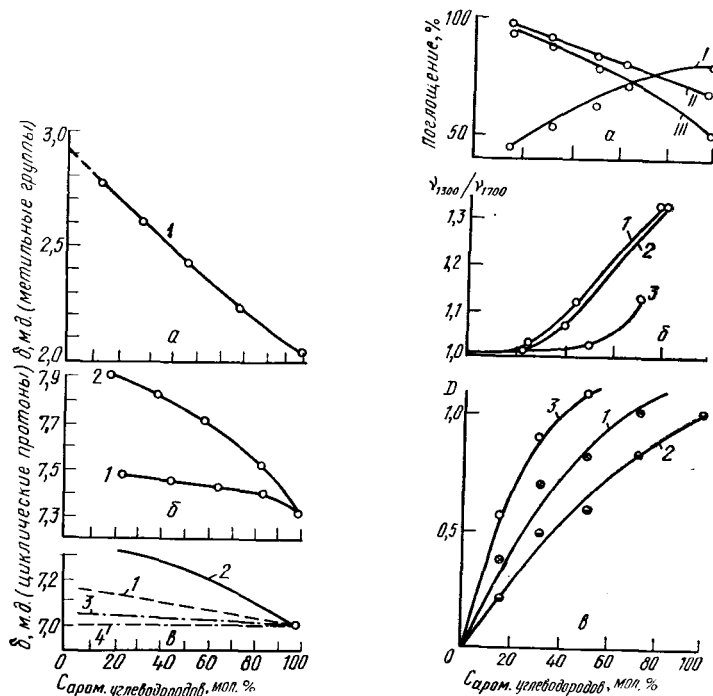 δ, м.д. (метильные группы)
3,0
2,5
2,0
1
а
δ, м.д. (циклические протоны)
7,9
7,7
7,5
7,3
2
1
б
7,2
7,0
2
1
3
4
в
0 20 40 60 80 100
Cаром. углеводородов, мол. %
Поглощение, %
100
50
I
II
III
а
ν1300/ν1700
1,3
1,2
1,1
1,0
1
2
3
б
D
1,0
0,5
3
1
2
в
0 20 40 60 80 100
Cаром. углеводородов, мол. %